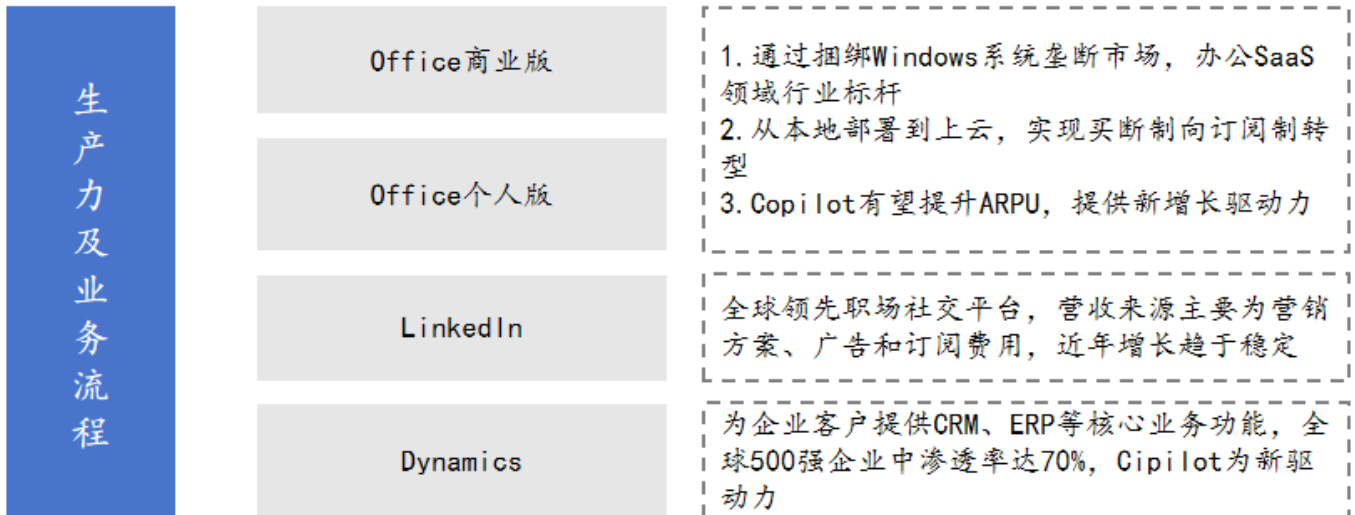 生产力及业务流程
Office商业版
Office个人版
1.通过捆绑Windows系统垄断市场，办公SaaS
领域行业标杆
2.从本地部署到上云，实现买断制向订阅制转
型
3.Copilot有望提升ARPU，提供新增长驱动力
LinkedIn
全球领先职场社交平台，营收来源主要为营销
方案、广告和订阅费用，近年增长趋于稳定
Dynamics
为企业客户提供CRM、ERP等核心业务功能，全
球500强企业中渗透率达70%，Cipilot为新驱
动力